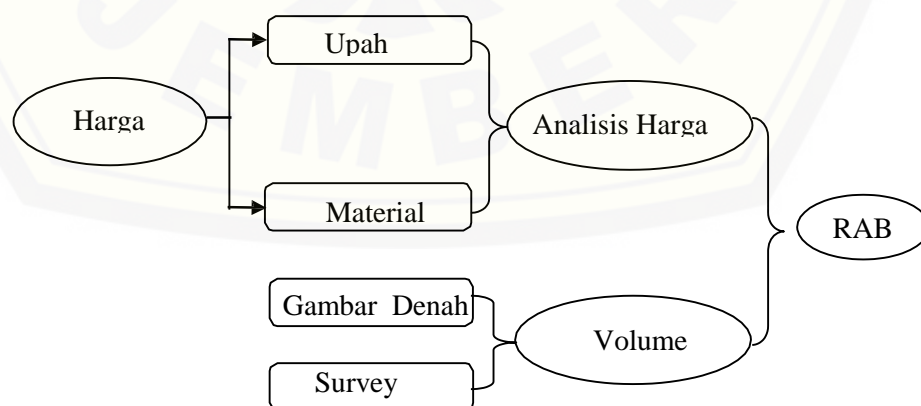 Upah
Harga
Analisis Harga
Material
RAB
Gambar Denah
Volume
Survey